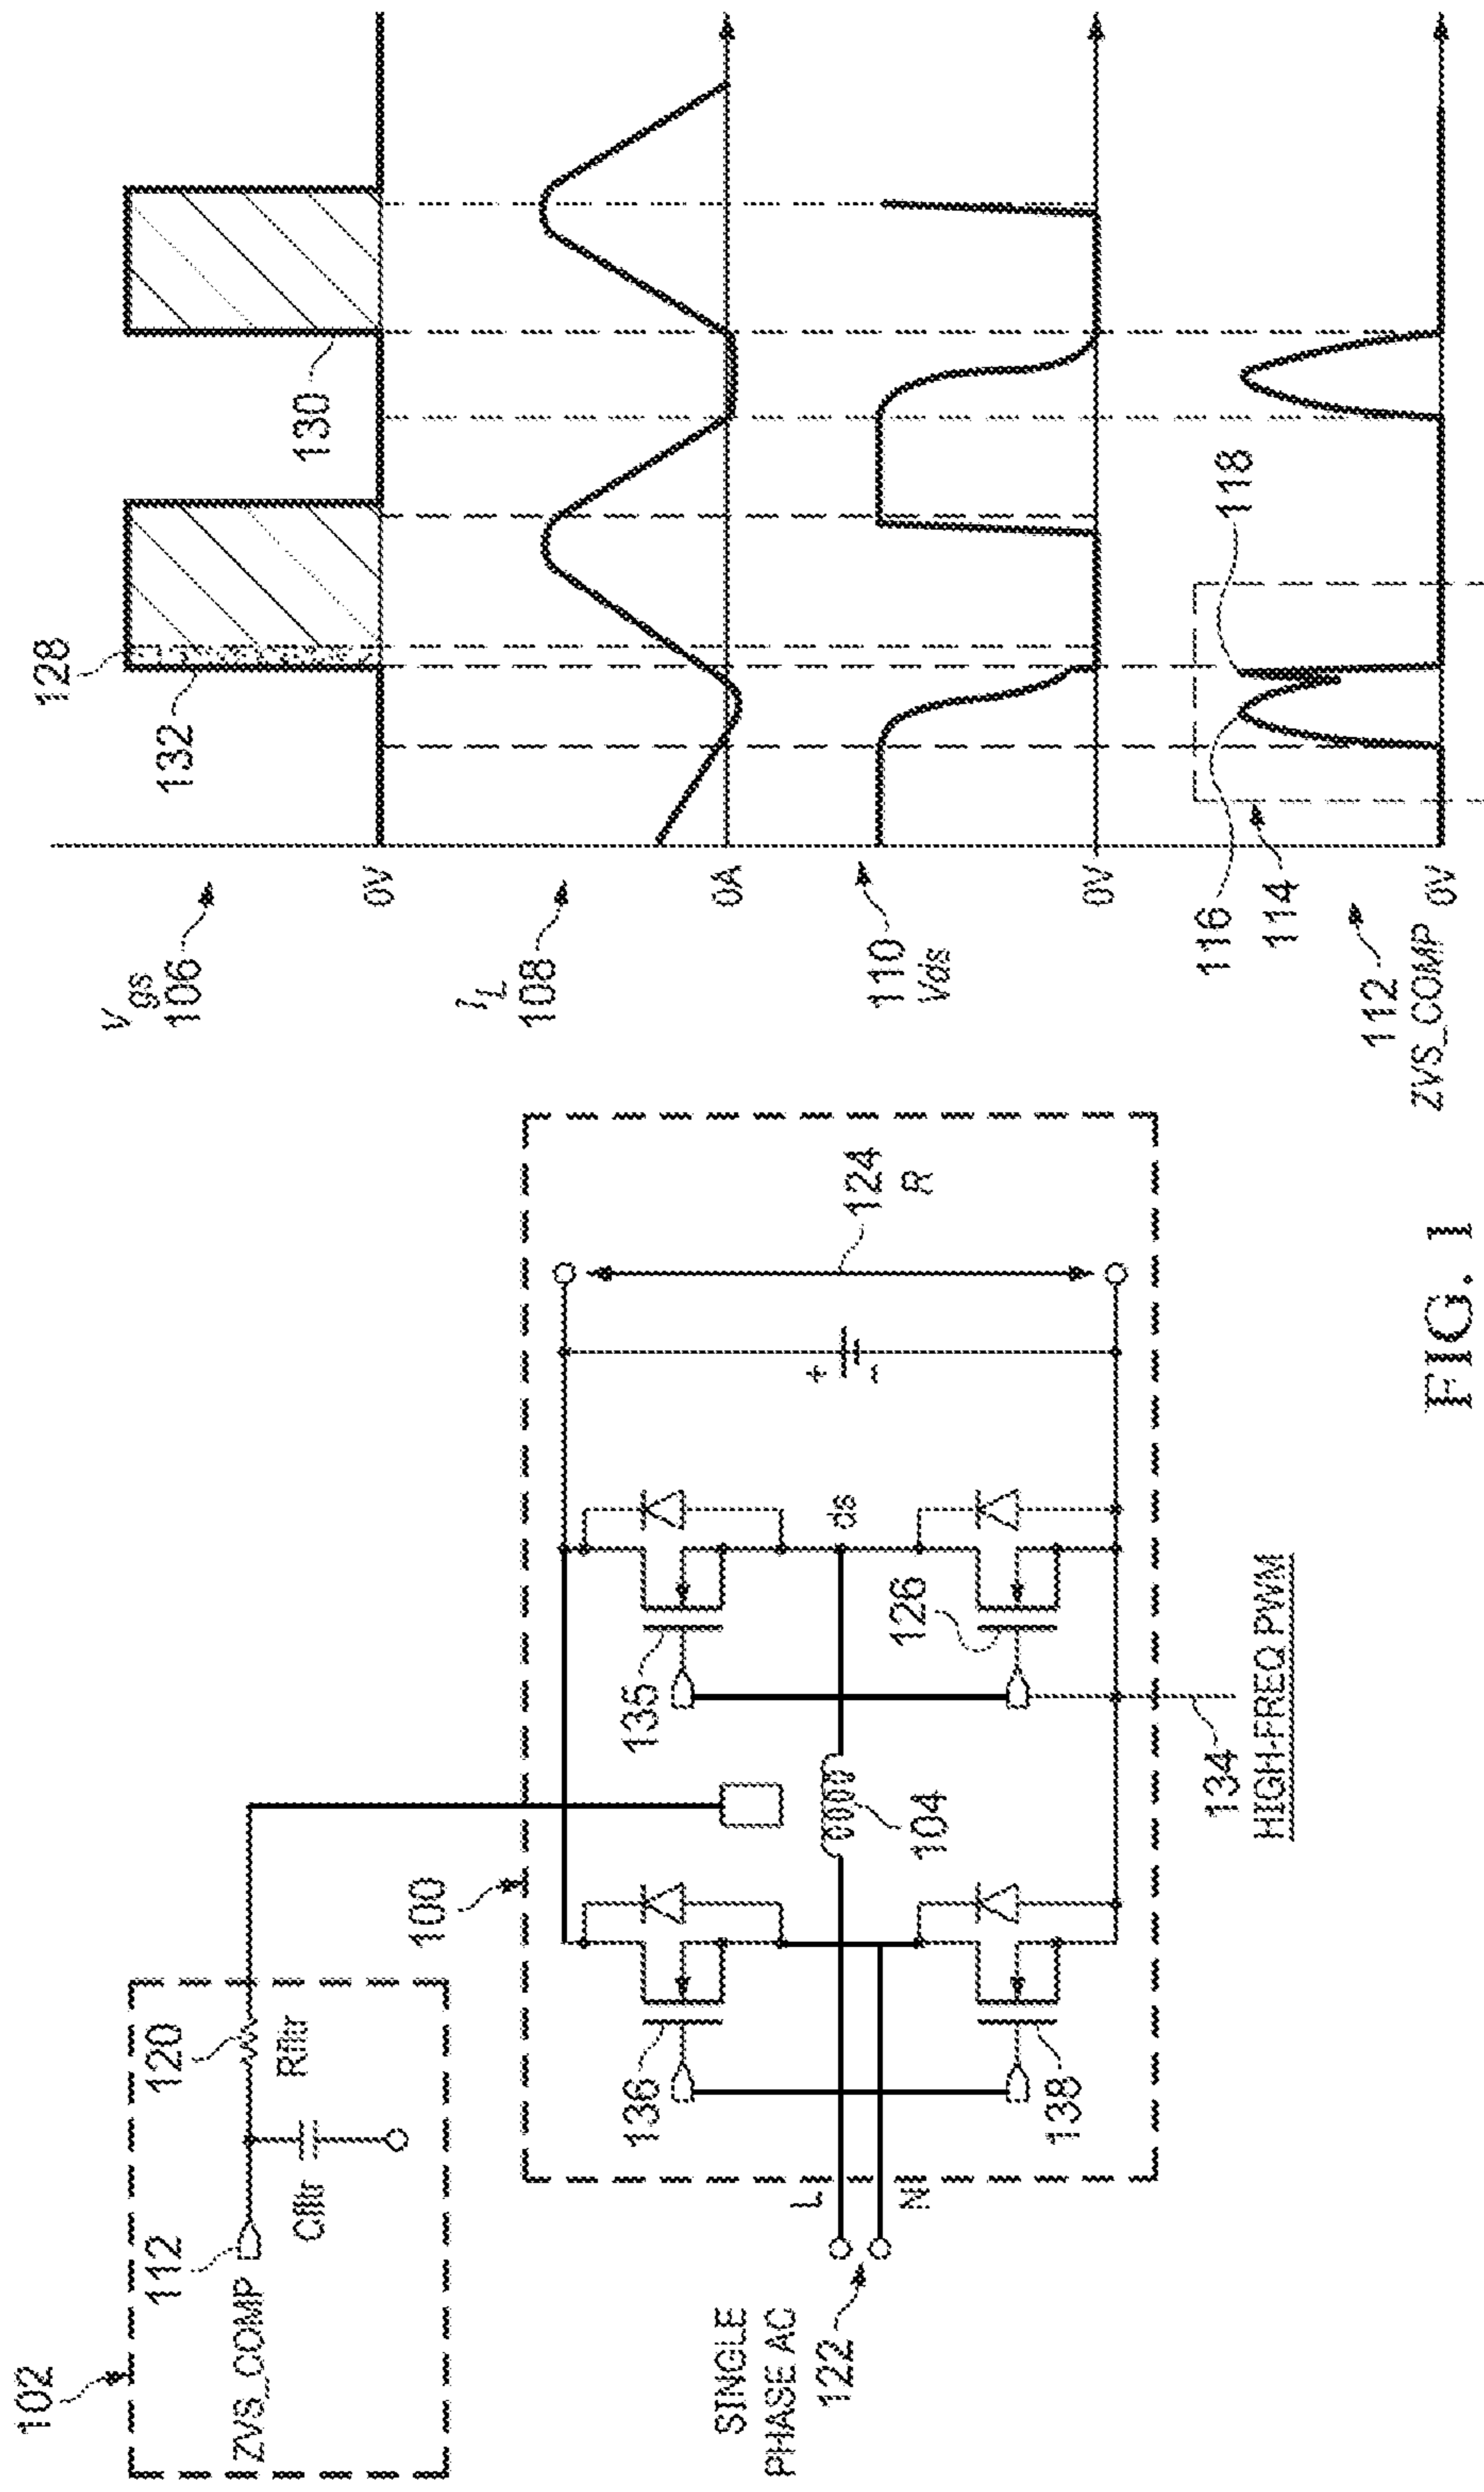 102
112
120
ZVS_COMP
Rfltr
Cfltr
100
136
135
ds
124
R
+
-
L
N
SINGLE
PHASE AC
122
104
126
138
134
HIGH-FREQ PWM
Vgs
106
0V
128
132
130
IL
108
0A
110
Vds
0V
116
118
114
112
ZVS_COMP
0V
FIG. 1